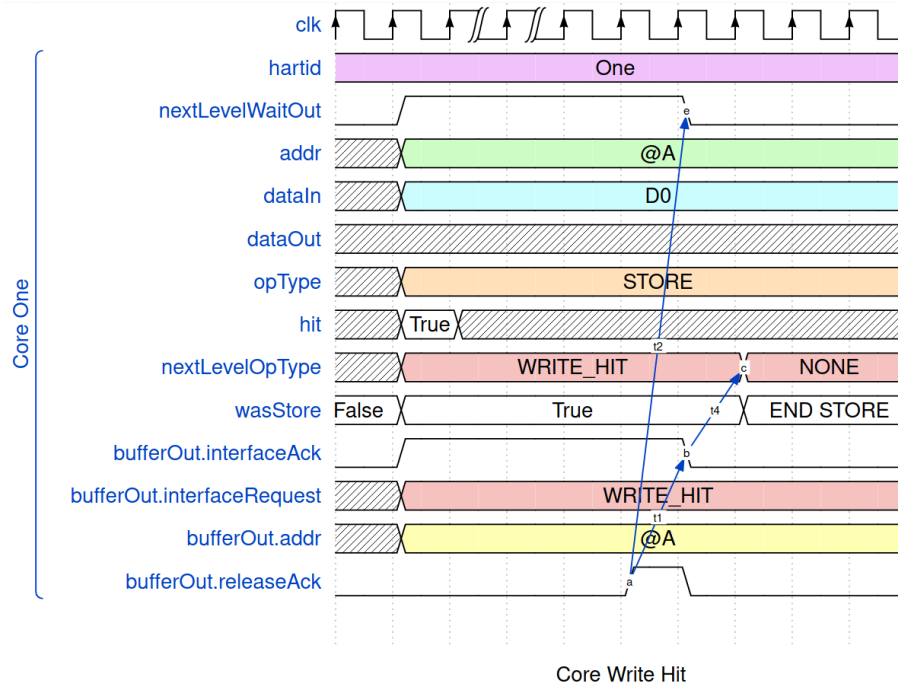 clk
Core One
hartid One
nextLevelWaitOut e
addr @A
dataIn D0
dataOut
opType STORE
hit True
t2
nextLevelOpType WRITE_HIT c NONE
wasStore False True t4 END STORE
bufferOut.interfaceAck b
bufferOut.interfaceRequest WRITE_HIT
t1
bufferOut.addr @A
bufferOut.releaseAck a
Core Write Hit